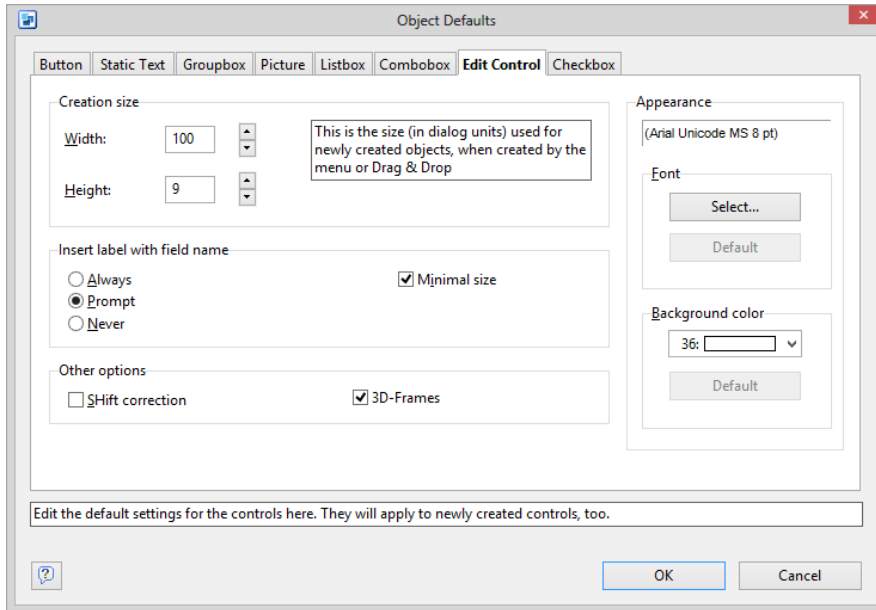 Object Defaults
Button Static Text Groupbox Picture Listbox Combobox Edit Control Checkbox
Creation size
Width: 100
This is the size (in dialog units) used for
newly created objects, when created by the
menu or Drag & Drop
Height: 9
Insert label with field name
Always
Minimal size
Prompt
Never
Other options
SHift correction
3D-Frames
Appearance
(Arial Unicode MS 8 pt)
Font
Select...
Default
Background color
36:
Default
Edit the default settings for the controls here. They will apply to newly created controls, too.
?
OK
Cancel